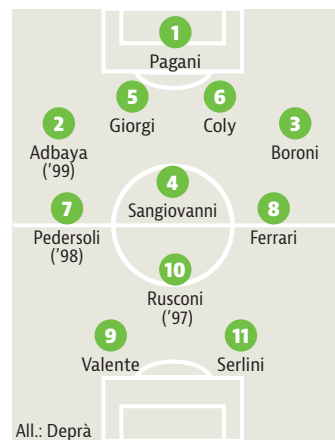 1
Pagani
5
Giorgi
6
Coly
2
Adbaya
('99)
3
Boroni
4
Sangiovanni
7
Pedersoli
('98)
8
Ferrari
10
Rusconi
('97)
9
Valente
11
Serlini
All.: Deprà